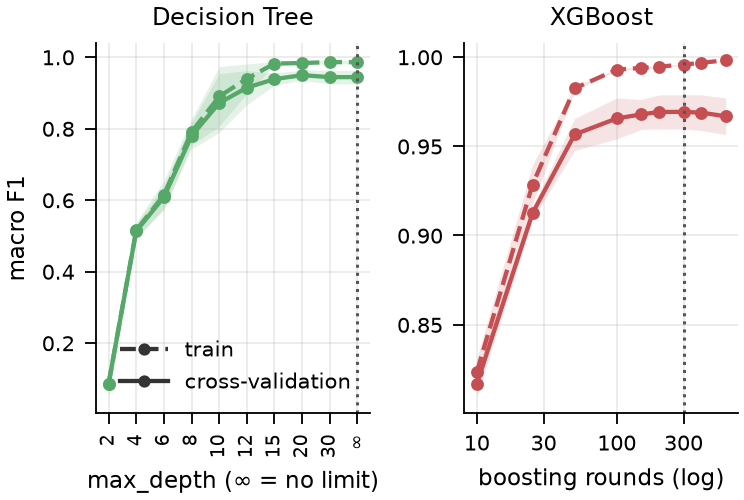 Decision Tree
XGBoost
macro F1
1.0
0.8
0.6
0.4
0.2
train
cross-validation
2 4 6 8 10 12 15 20 30 ∞
max_depth (∞ = no limit)
1.00
0.95
0.90
0.85
10 30 100 300
boosting rounds (log)